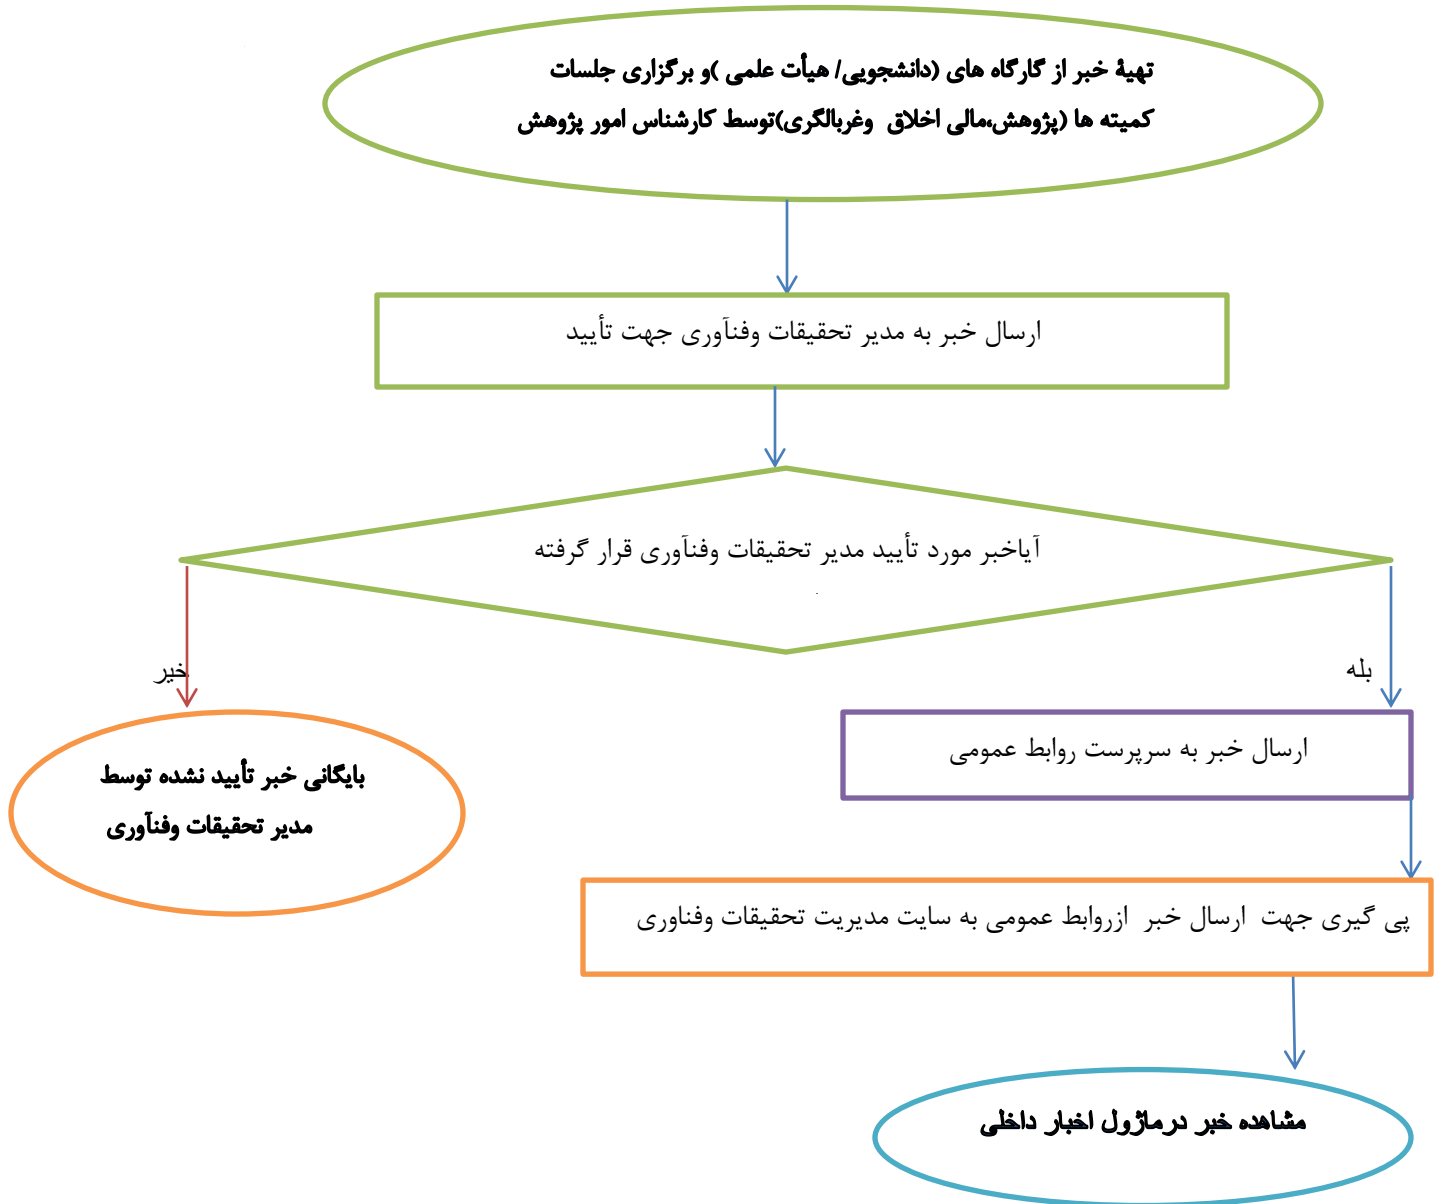 تهیۀ خبر از گارگاه های (دانشجویی/ هیأت علمی )و برگزاری جلسات
کمیته ها (پژوهش،مالی اخلاق وغربالگری)توسط کارشناس امور پژوهش
ارسال خبر به مدیر تحقیقات وفنآوری جهت تأیید
آیاخبر مورد تأیید مدیر تحقیقات وفنآوری قرار گرفته
بله
خیر
ارسال خبر به سرپرست روابط عمومی
بایگانی خبر تأیید نشده توسط
مدیر تحقیقات وفنآوری
پی گیری جهت ارسال خبر ازروابط عمومی به سایت مدیریت تحقیقات وفناوری
مشاهده خبر درماژول اخبار داخلی